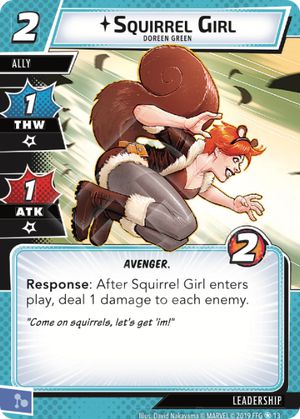 2
SQUIRREL GIRL
DOREEN GREEN
ALLY
1
THW
1
ATK
2
AVENGER.
Response: After Squirrel Girl enters
play, deal 1 damage to each enemy.
"Come on squirrels, let's get 'im!"
LEADERSHIP
Illus. David Nakayama © MARVEL © 2019 FFG 13